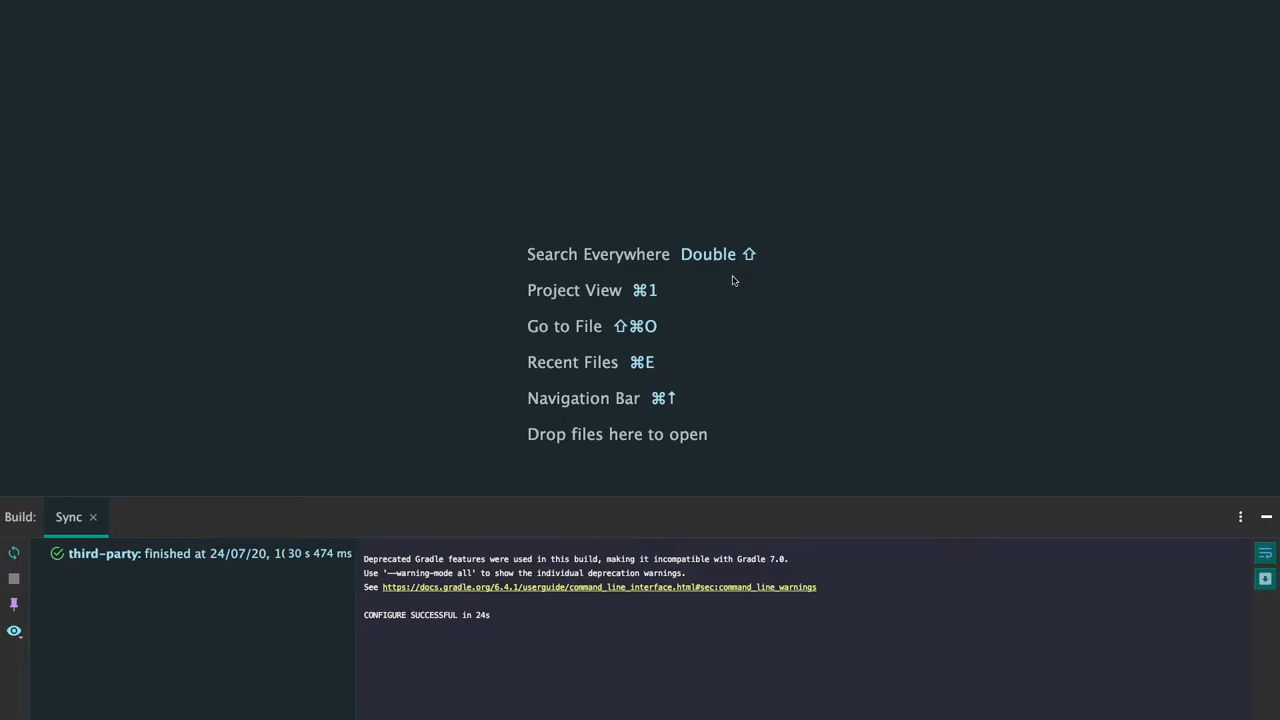 Search Everywhere Double ⇧
Project View ⌘1
Go to File ⇧⌘O
Recent Files ⌘E
Navigation Bar ⌘↑
Drop files here to open
Build: Sync ×
third-party: finished at 24/07/20, 1 30 s 474 ms
Deprecated Gradle features were used in this build, making it incompatible with Gradle 7.0.
Use '--warning-mode all' to show the individual deprecation warnings.
See https://docs.gradle.org/6.4.1/userguide/command_line_interface.html#sec:command_line_warnings
CONFIGURE SUCCESSFUL in 24s